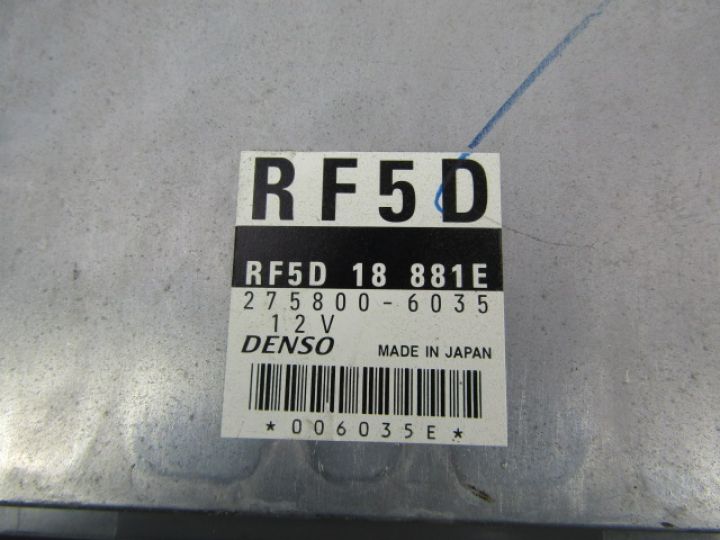 RF5D
RF5D 18 881E
275800-6035
12V
DENSO MADE IN JAPAN
*006035E*